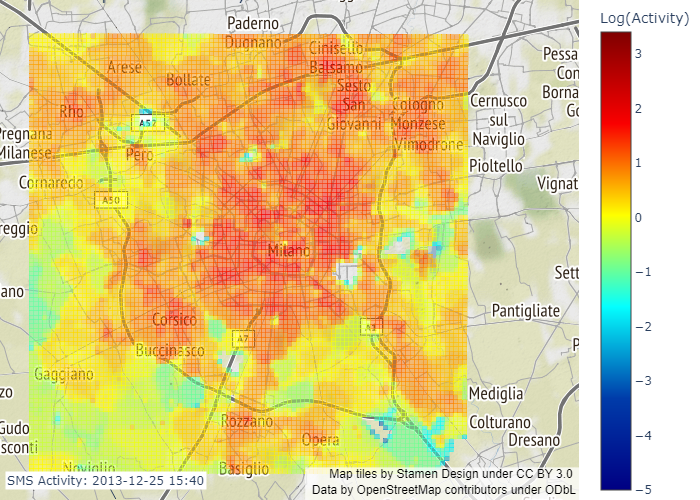 Paderno
Dugnano
Cinisello
Balsamo
Arese
Bollate
Sesto
San
Giovanni
Rho
Cologno
Monzese
Vimodrone
Pessa
Con
Borna
Go
Cernusco
sul
Naviglio
A52
Pregnana
Milanese
Pero
Pioltello
Cornaredo
Vignat
A50
reggio
Milano
Sett
ano
Pantigliate
Corsico
A7
Buccinasco
P
Gaggiano
zo
Mediglia
Rozzano
Colturano
Gudo
sconti
Opera
Dresano
Noviglio
Basiglio
SMS Activity: 2013-12-25 15:40
Map tiles by Stamen Design under CC BY 3.0
Data by OpenStreetMap contributors under ODbL
Log(Activity)
3
2
1
0
−1
−2
−3
−4
−5